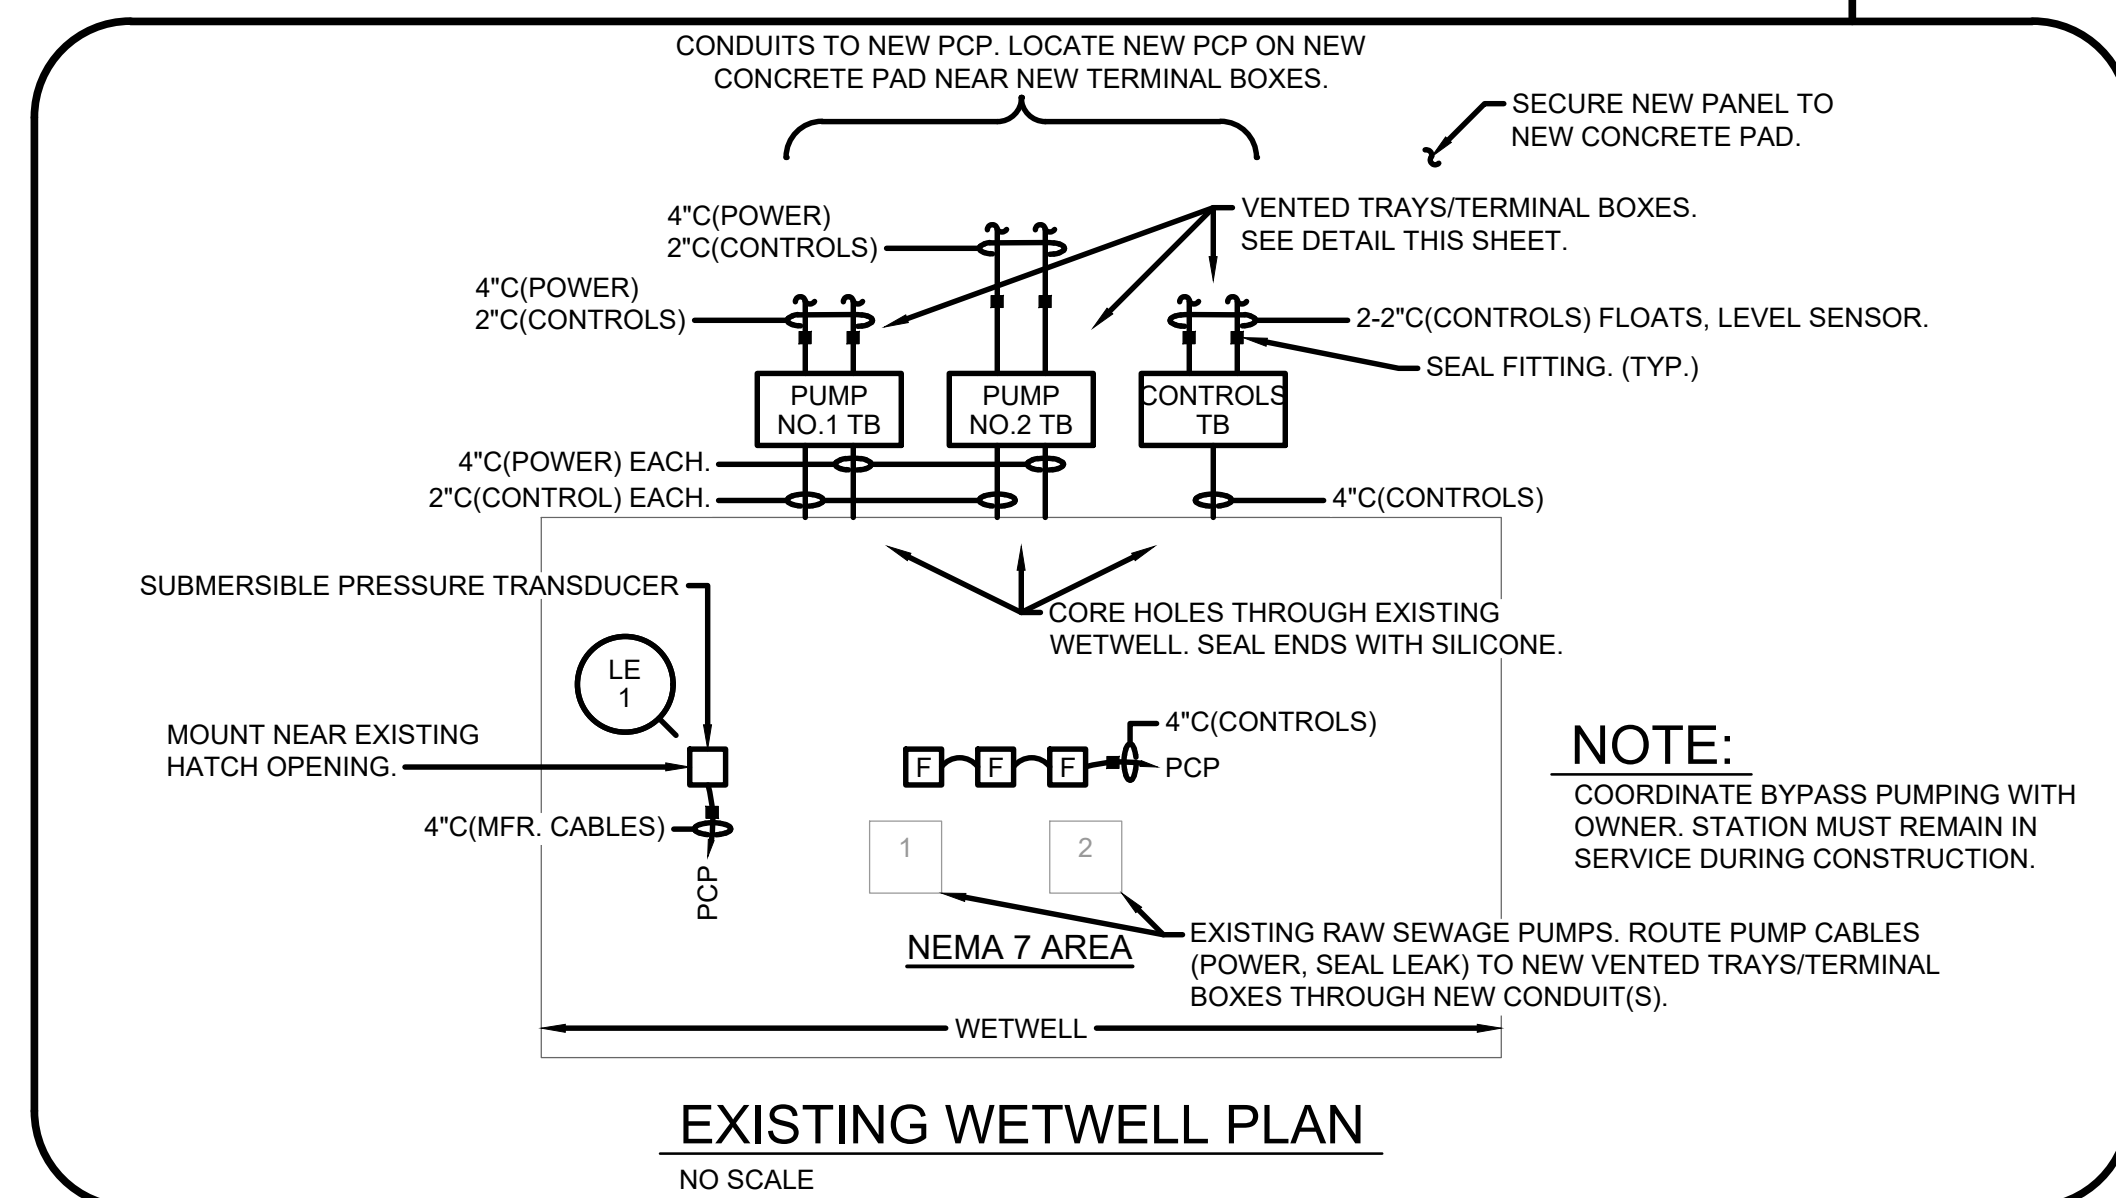 CONDUITS TO NEW PCP. LOCATE NEW PCP ON NEW
CONCRETE PAD NEAR NEW TERMINAL BOXES.
SECURE NEW PANEL TO
NEW CONCRETE PAD.
4"C(POWER)
2"C(CONTROLS)
VENTED TRAYS/TERMINAL BOXES.
SEE DETAIL THIS SHEET.
4"C(POWER)
2"C(CONTROLS)
2-2"C(CONTROLS) FLOATS, LEVEL SENSOR.
SEAL FITTING. (TYP.)
PUMP
NO.1 TB
PUMP
NO.2 TB
CONTROLS
TB
4"C(POWER) EACH.
2"C(CONTROL) EACH.
4"C(CONTROLS)
SUBMERSIBLE PRESSURE TRANSDUCER
CORE HOLES THROUGH EXISTING
WETWELL. SEAL ENDS WITH SILICONE.
LE
1
MOUNT NEAR EXISTING
HATCH OPENING.
4"C(CONTROLS)
F
F
F
PCP
4"C(MFR. CABLES)
PCP
NOTE:
COORDINATE BYPASS PUMPING WITH
OWNER. STATION MUST REMAIN IN
SERVICE DURING CONSTRUCTION.
1
2
NEMA 7 AREA
EXISTING RAW SEWAGE PUMPS. ROUTE PUMP CABLES
(POWER, SEAL LEAK) TO NEW VENTED TRAYS/TERMINAL
BOXES THROUGH NEW CONDUIT(S).
WETWELL
EXISTING WETWELL PLAN
NO SCALE